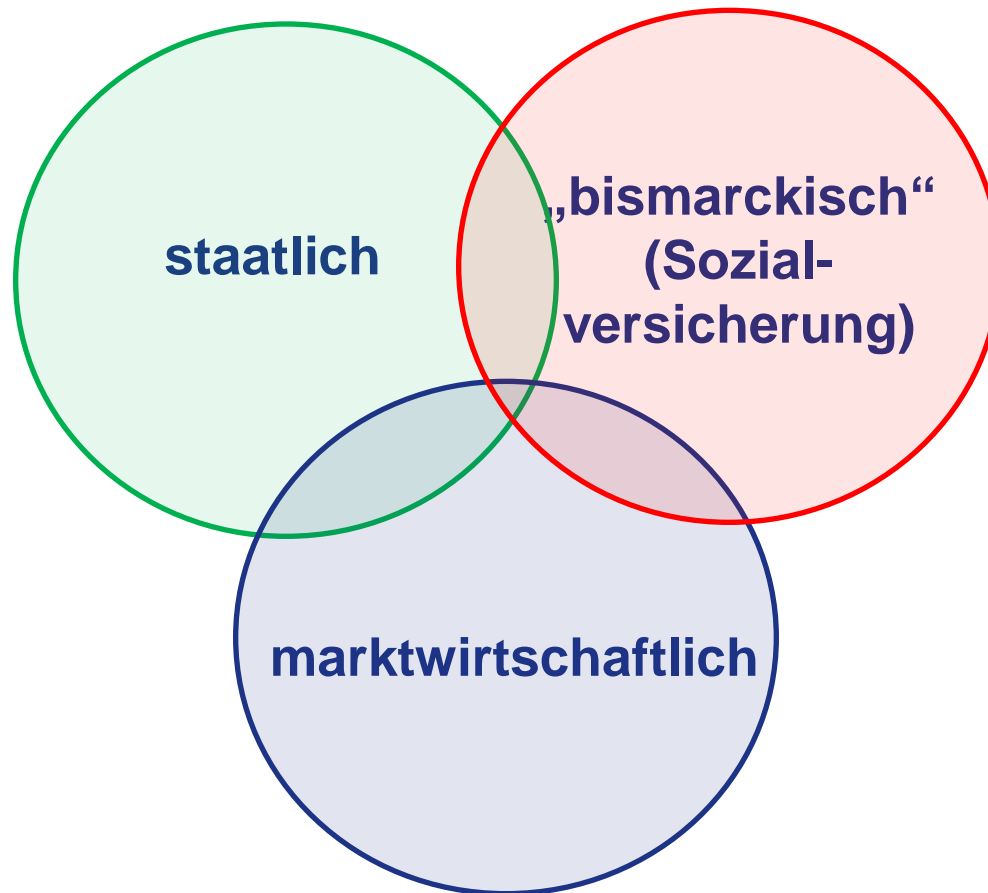 staatlich
„bismarckisch“
(Sozial-
versicherung)
marktwirtschaftlich